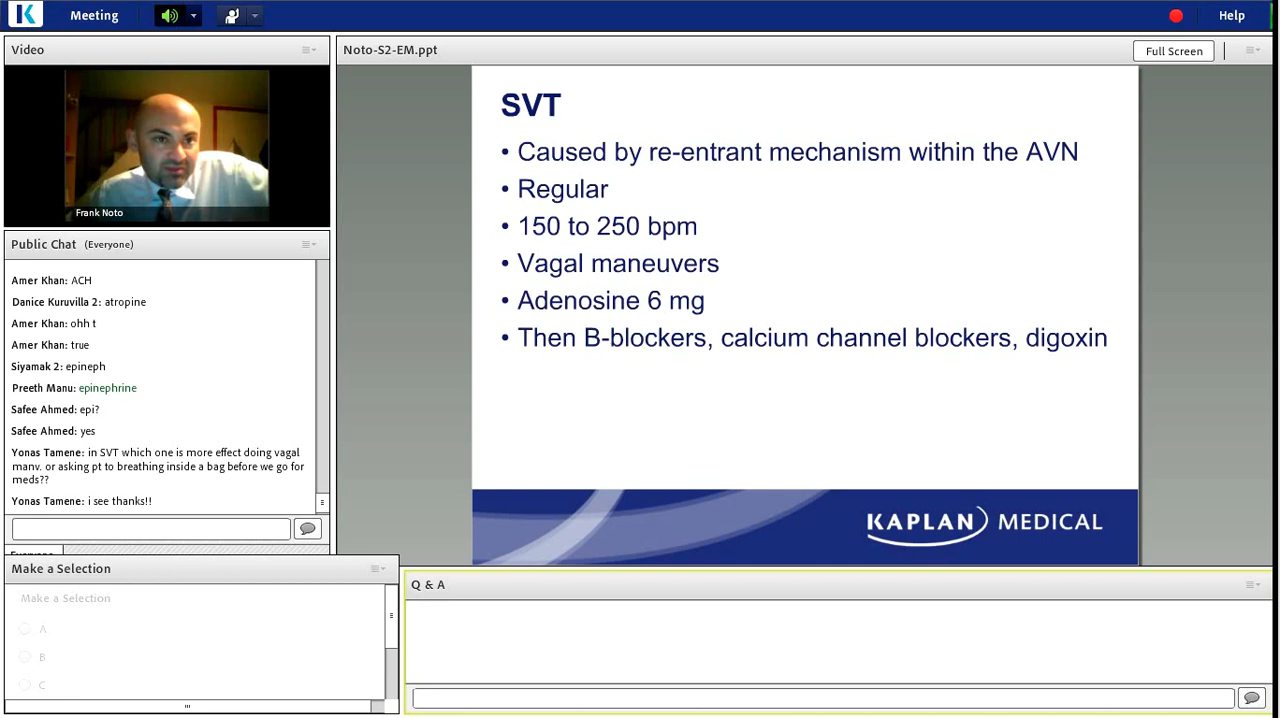 Meeting
Help
Video
Frank Noto
Public Chat (Everyone)
Amer Khan: ACH
Danice Kuruvilla 2: atropine
Amer Khan: ohh t
Amer Khan: true
Siyamak 2: epineph
Preeth Manu: epinephrine
Safee Ahmed: epi?
Safee Ahmed: yes
Yonas Tamene: in SVT which one is more effect doing vagal
manv. or asking pt to breathing inside a bag before we go for
meds??
Yonas Tamene: i see thanks!!
Everyone
Make a Selection
Make a Selection
A
B
C
Noto-S2-EM.ppt
Full Screen
SVT
• Caused by re-entrant mechanism within the AVN
• Regular
• 150 to 250 bpm
• Vagal maneuvers
• Adenosine 6 mg
• Then B-blockers, calcium channel blockers, digoxin
KAPLAN MEDICAL
Q & A